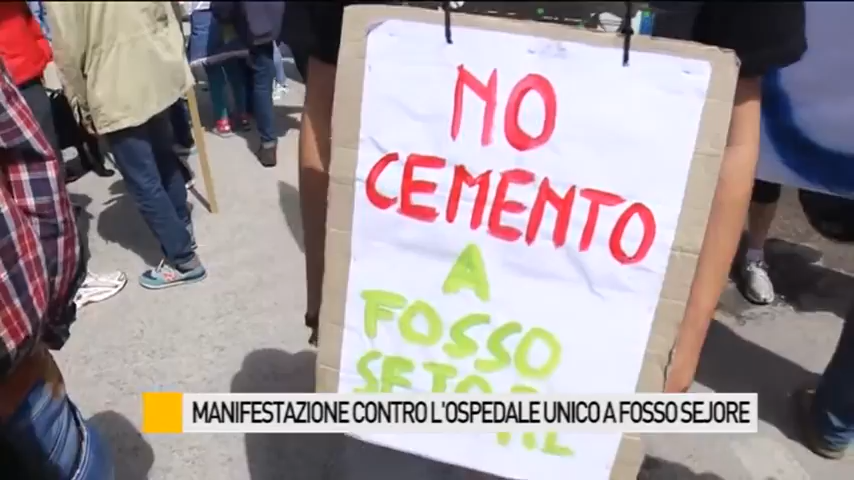 NO
CEMENTO
A
FOSSO
MANIFESTAZIONE CONTRO L'OSPEDALE UNICO A FOSSO SEJORE